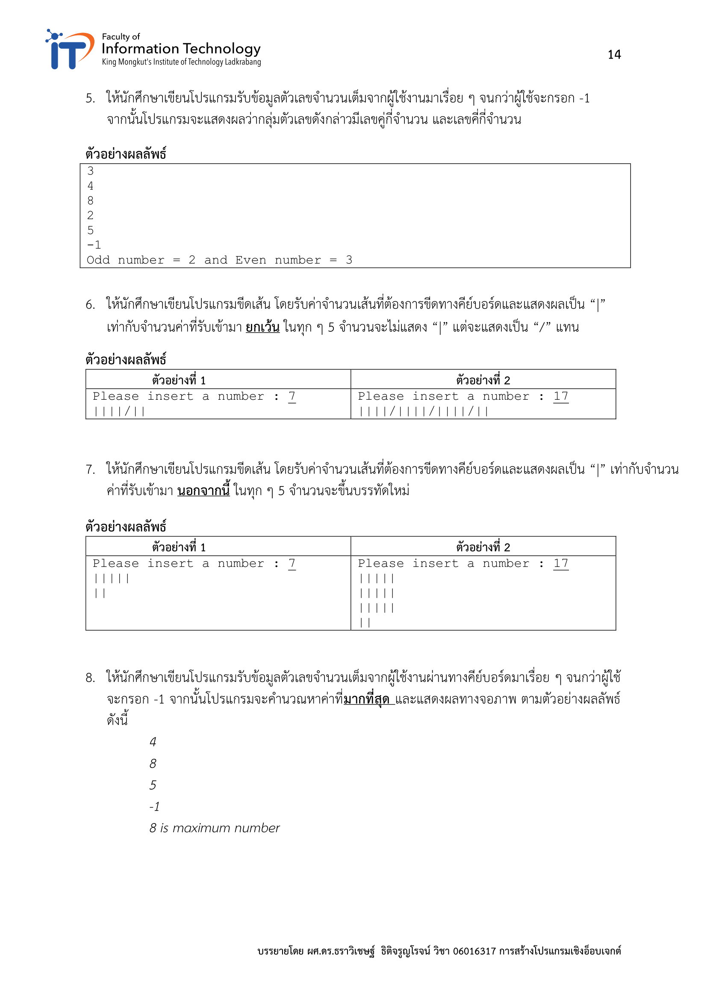 Faculty of
Information Technology
King Mongkut's Institute of Technology Ladkrabang
14
5. ให้นักศึกษาเขียนโปรแกรมรับข้อมูลตัวเลขจำนวนเต็มจากผู้ใช้งานมาเรื่อย ๆ จนกว่าผู้ใช้จะกรอก -1
จากนั้นโปรแกรมจะแสดงผลว่ากลุ่มตัวเลขดังกล่าวมีเลขคู่กี่จำนวน และเลขคี่กี่จำนวน
ตัวอย่างผลลัพธ์
3
4
8
2
5
-1
Odd number = 2 and Even number = 3
6. ให้นักศึกษาเขียนโปรแกรมขีดเส้น โดยรับค่าจำนวนเส้นที่ต้องการขีดทางคีย์บอร์ดและแสดงผลเป็น “|”
เท่ากับจำนวนค่าที่รับเข้ามา ยกเว้น ในทุก ๆ 5 จำนวนจะไม่แสดง “|” แต่จะแสดงเป็น “/” แทน
ตัวอย่างผลลัพธ์
ตัวอย่างที่ 1 ตัวอย่างที่ 2
Please insert a number : 7 Please insert a number : 17
||||/|| ||||/||||/||||/||
7. ให้นักศึกษาเขียนโปรแกรมขีดเส้น โดยรับค่าจำนวนเส้นที่ต้องการขีดทางคีย์บอร์ดและแสดงผลเป็น “|” เท่ากับจำนวน
ค่าที่รับเข้ามา นอกจากนี้ ในทุก ๆ 5 จำนวนจะขึ้นบรรทัดใหม่
ตัวอย่างผลลัพธ์
ตัวอย่างที่ 1 ตัวอย่างที่ 2
Please insert a number : 7 Please insert a number : 17
||||| |||||
|| |||||
|||||
||
8. ให้นักศึกษาเขียนโปรแกรมรับข้อมูลตัวเลขจำนวนเต็มจากผู้ใช้งานผ่านทางคีย์บอร์ดมาเรื่อย ๆ จนกว่าผู้ใช้
จะกรอก -1 จากนั้นโปรแกรมจะคำนวณหาค่าที่มากที่สุด และแสดงผลทางจอภาพ ตามตัวอย่างผลลัพธ์
ดังนี้
4
8
5
-1
8 is maximum number
บรรยายโดย ผศ.ดร.ธราวิเชษฐ์ ธิติจรูญโรจน์ วิชา 06016317 การสร้างโปรแกรมเชิงอ็อบเจกต์